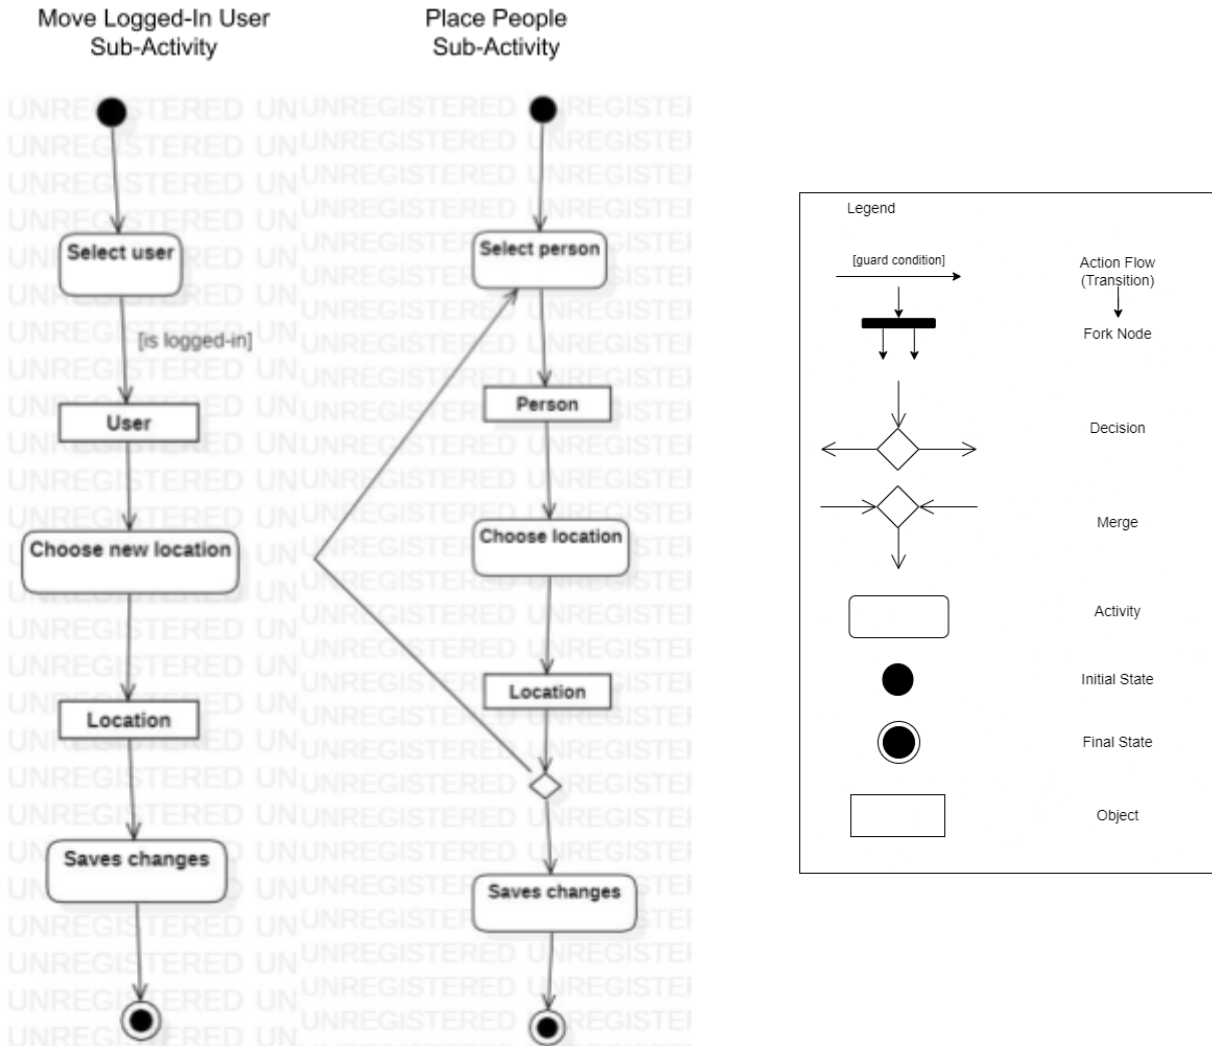 Move Logged-In User
Sub-Activity
Select user
[is logged-in]
User
Choose new location
Location
Saves changes
Place People
Sub-Activity
Select person
Person
Choose location
Location
Saves changes
UNREGISTERED
Legend
[guard condition]
Action Flow
(Transition)
Fork Node
Decision
Merge
Activity
Initial State
Final State
Object